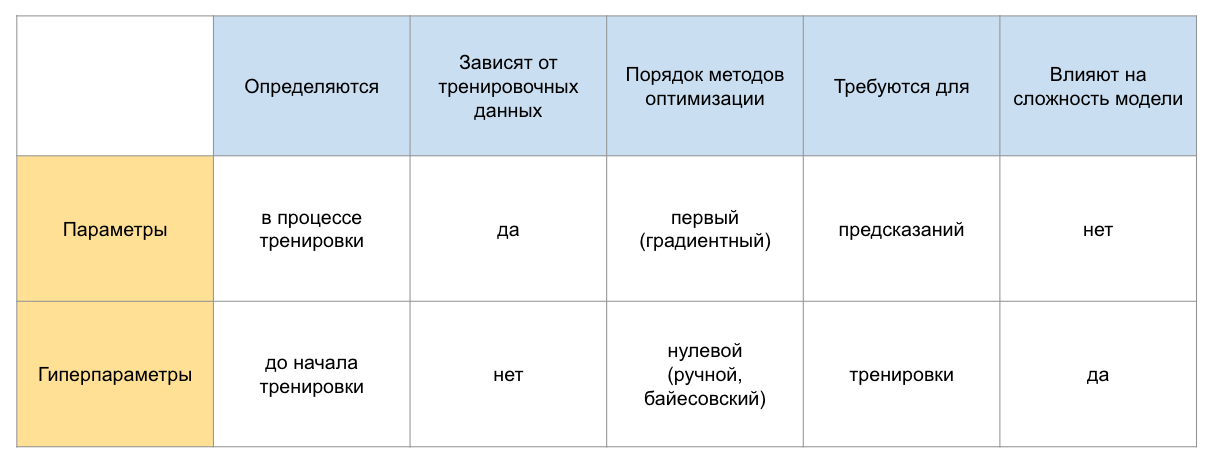 Определяются
Зависят от
тренировочных
данных
Порядок методов
оптимизации
Требуются для
Влияют на
сложность модели
Параметры
в процессе
тренировки
да
первый
(градиентный)
предсказаний
нет
Гиперпараметры
до начала
тренировки
нет
нулевой
(ручной,
байесовский)
тренировки
да